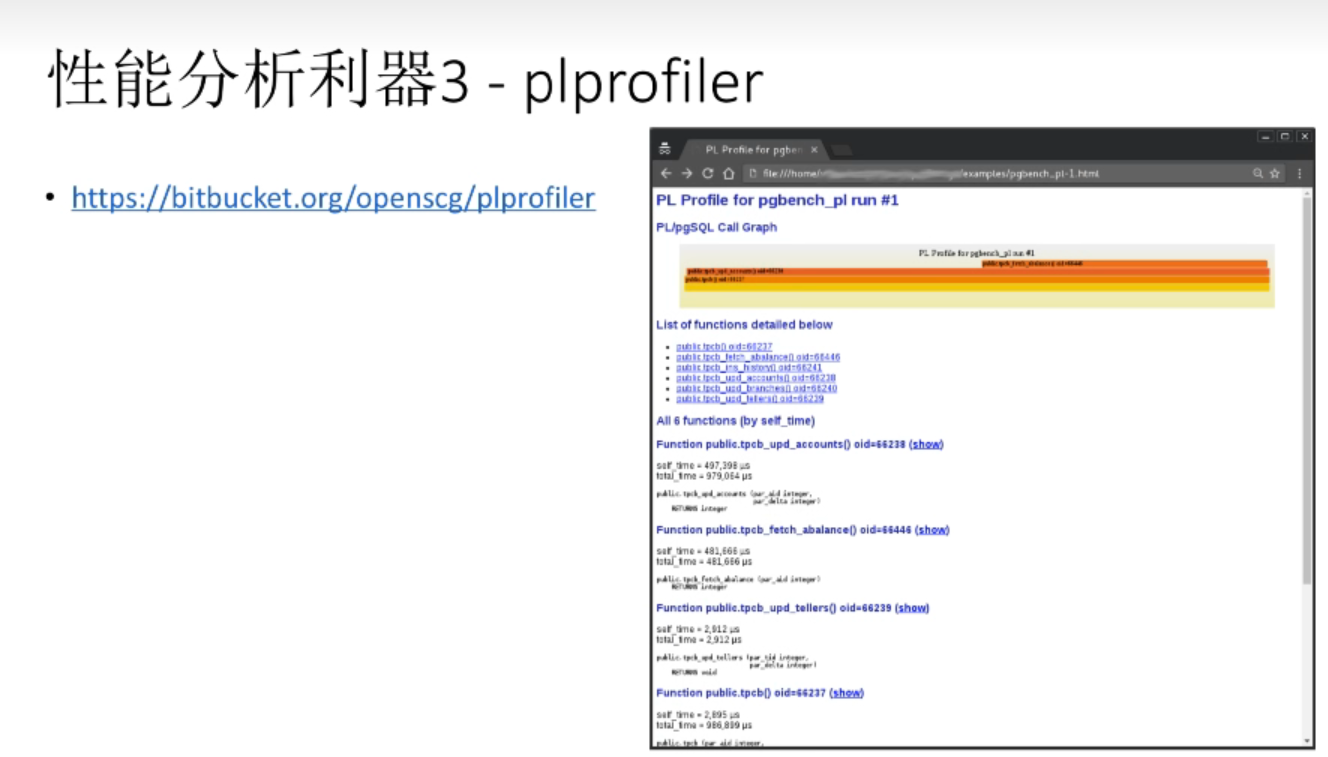 性能分析利器3 - plprofiler
• https://bitbucket.org/openscg/plprofiler
PL Profile for pgben
file:///home/ /examples/pgbench_pl-1.html
PL Profile for pgbench_pl run #1
PL/pgSQL Call Graph
PL Profile for pgbench_pl run #1
public.tpcb_fetch_abalance() oid=66446
public.tpcb_upd_accounts() oid=66238
public.tpcb() oid=66237
List of functions detailed below
• public.tpcb() oid=66237
• public.tpcb_fetch_abalance() oid=66446
• public.tpcb_ins_history() oid=66241
• public.tpcb_upd_accounts() oid=66238
• public.tpcb_upd_branches() oid=66240
• public.tpcb_upd_tellers() oid=66239
All 6 functions (by self_time)
Function public.tpcb_upd_accounts() oid=66238 (show)
self_time = 497,398 µs
total_time = 979,064 µs
public.tpcb_upd_accounts (par_aid integer,
par_delta integer)
RETURNS integer
Function public.tpcb_fetch_abalance() oid=66446 (show)
self_time = 481,666 µs
total_time = 481,666 µs
public.tpcb_fetch_abalance (par_aid integer)
RETURNS integer
Function public.tpcb_upd_tellers() oid=66239 (show)
self_time = 2,912 µs
total_time = 2,912 µs
public.tpcb_upd_tellers (par_tid integer,
par_delta integer)
RETURNS void
Function public.tpcb() oid=66237 (show)
self_time = 2,895 µs
total_time = 986,899 µs
public.tpcb (par_aid integer,